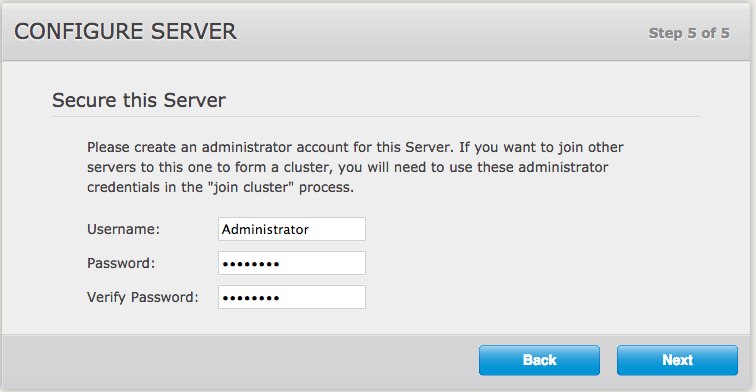 CONFIGURE SERVER
Step 5 of 5
Secure this Server
Please create an administrator account for this Server. If you want to join other
servers to this one to form a cluster, you will need to use these administrator
credentials in the "join cluster" process.
Username: Administrator
Password: ••••••••
Verify Password: ••••••••
Back Next